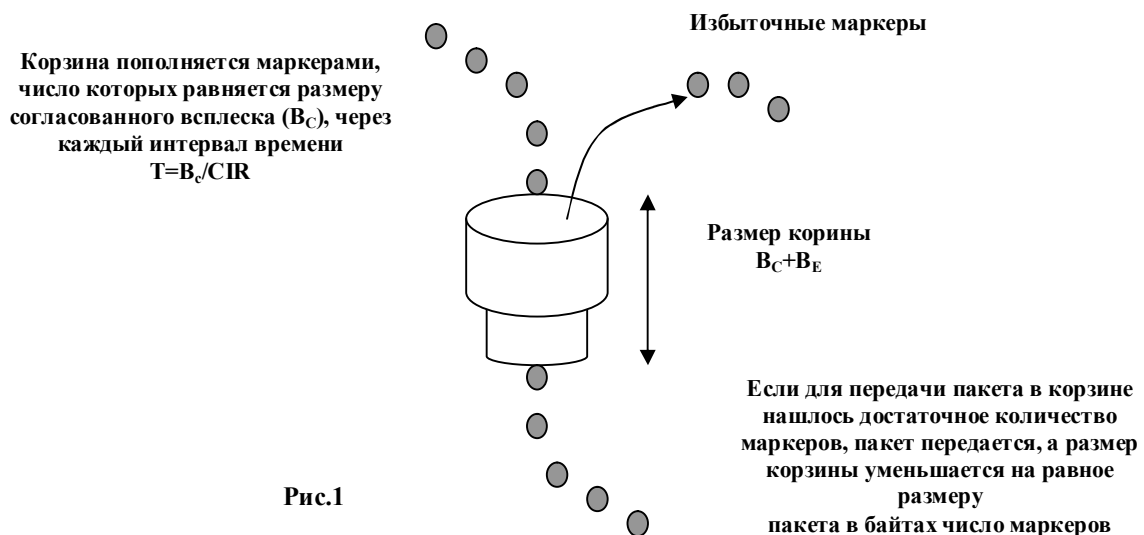 Избыточные маркеры
Корзина пополняется маркерами,
число которых равняется размеру
согласованного всплеска (BC), через
каждый интервал времени
T=Bc/CIR
Размер корины
BC+BE
Если для передачи пакета в корзине
нашлось достаточное количество
маркеров, пакет передается, а размер
корзины уменьшается на равное
размеру
пакета в байтах число маркеров
Рис.1